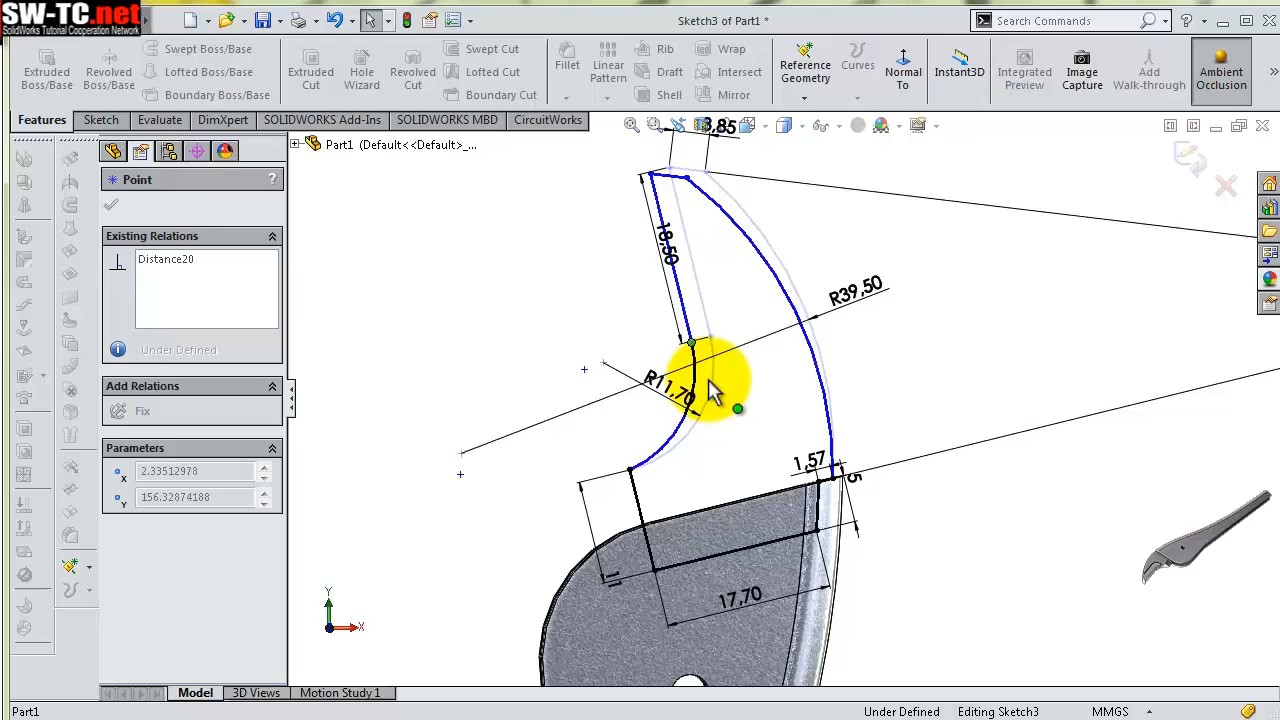 SW-TC.net
SolidWorks Tutorial Cooperation Network
Sketch3 of Part1 *
Search Commands
Extruded Boss/Base
Revolved Boss/Base
Swept Boss/Base
Lofted Boss/Base
Boundary Boss/Base
Extruded Cut
Hole Wizard
Revolved Cut
Swept Cut
Lofted Cut
Boundary Cut
Fillet
Linear Pattern
Rib
Draft
Shell
Wrap
Intersect
Mirror
Reference Geometry
Curves
Normal To
Instant3D
Integrated Preview
Image Capture
Add Walk-through
Ambient Occlusion
Features
Sketch
Evaluate
DimXpert
SOLIDWORKS Add-Ins
SOLIDWORKS MBD
CircuitWorks
Part1 (Default<<Default>_...
Point
?
Existing Relations
Distance20
Under Defined
Add Relations
Fix
Parameters
x 2.33512978
Y 156.32874188
3,85
18,50
R39,50
R11,70
1,57
5
11
17,70
Y
X
Model
3D Views
Motion Study 1
Part1
Under Defined
Editing Sketch3
MMGS